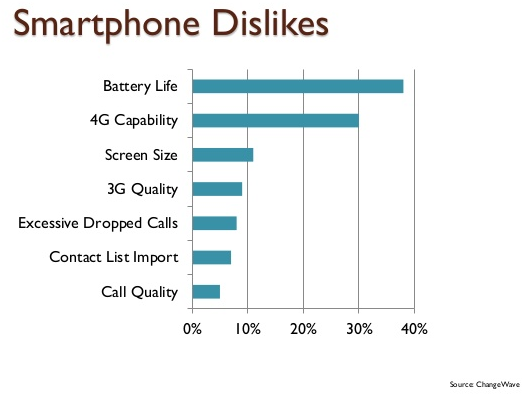 Smartphone Dislikes
Battery Life
4G Capability
Screen Size
3G Quality
Excessive Dropped Calls
Contact List Import
Call Quality
0% 10% 20% 30% 40%
Source: ChangeWave